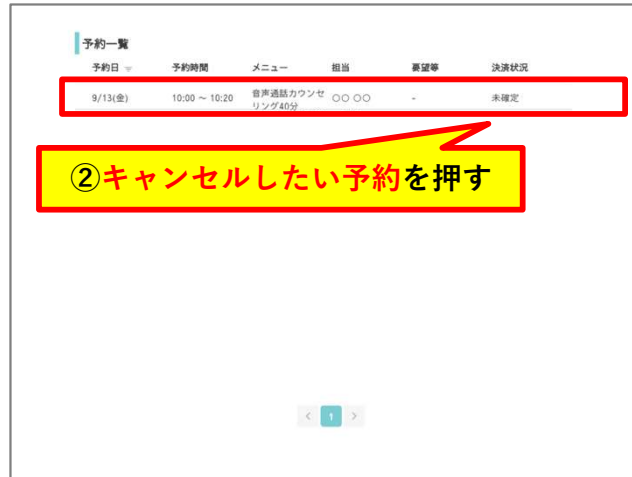 予約一覧
予約日 予約時間 メニュー 担当 要望等 決済状況
9/13(金) 10:00 ～ 10:20 音声通話カウンセ ○○ ○○ - 未確定
リング40分
②キャンセルしたい予約を押す
< 1 >